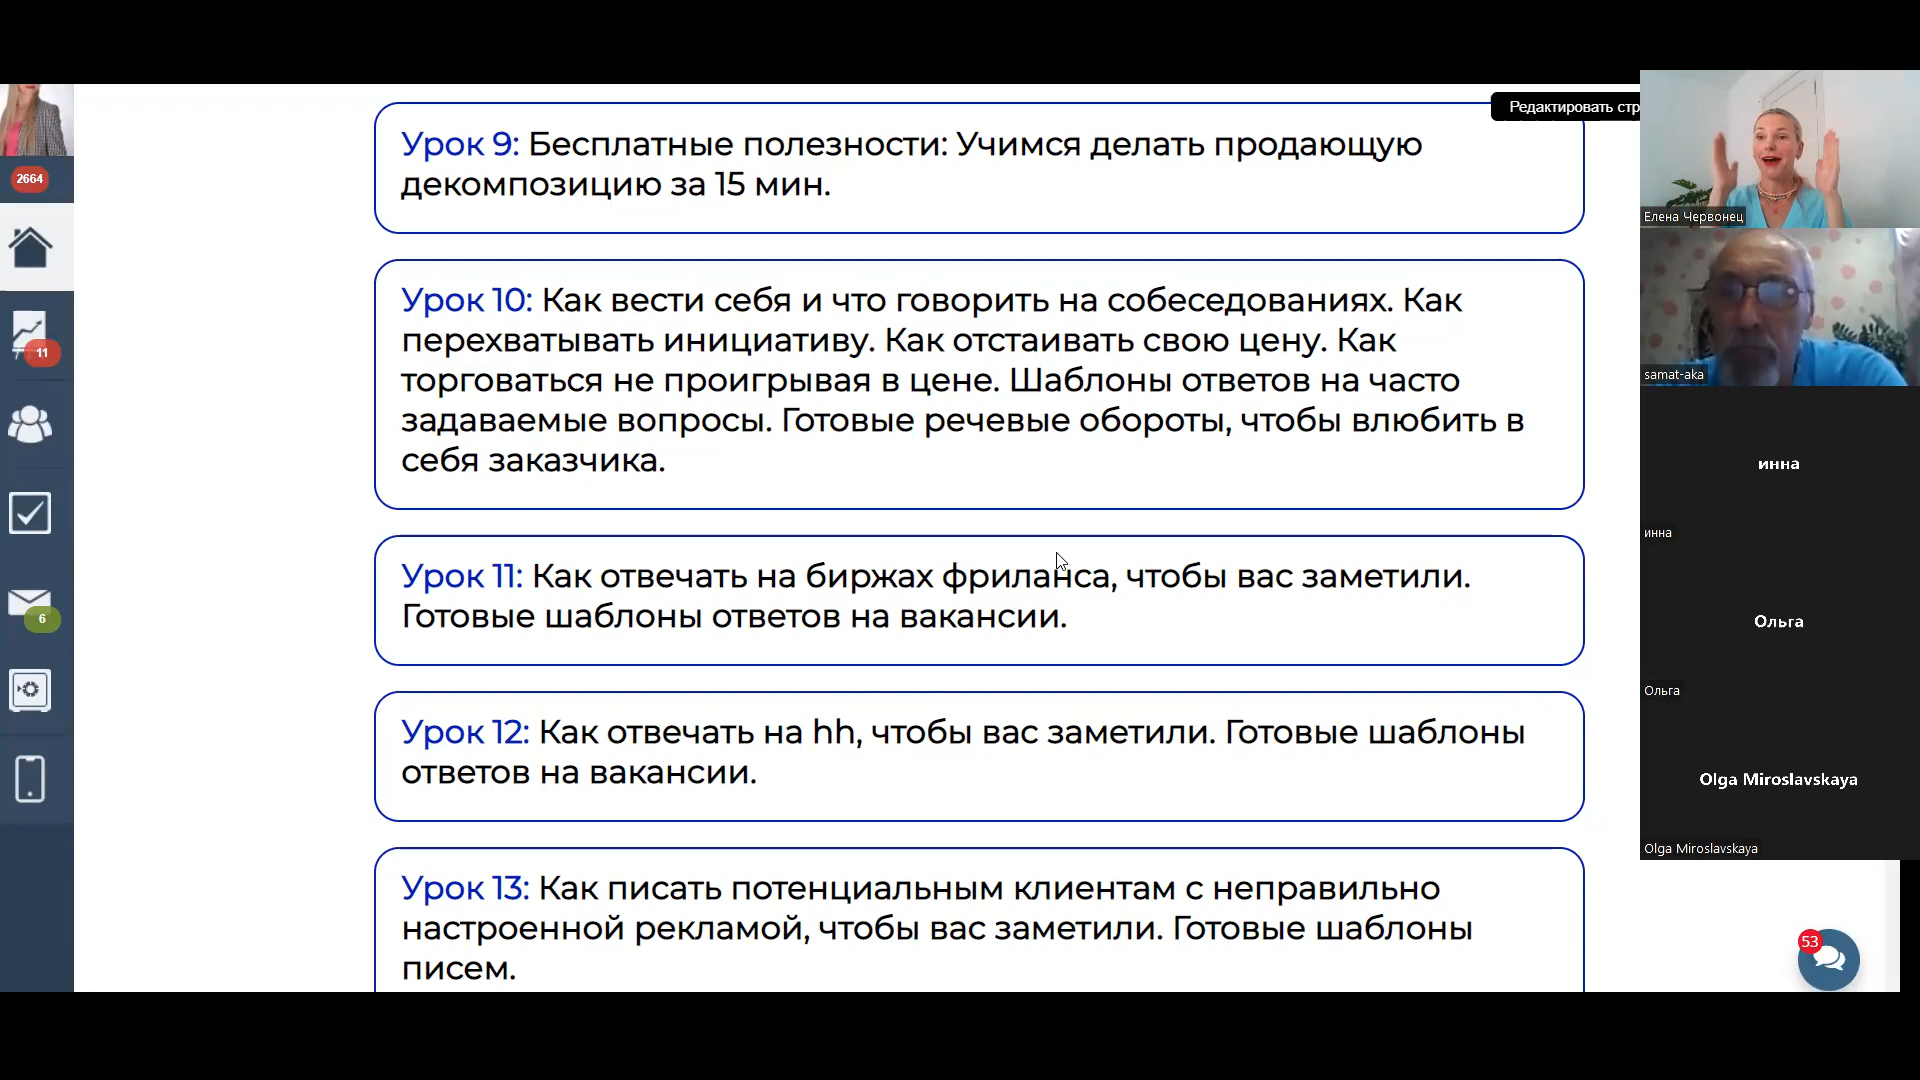 Редактировать стр
2664
11
6
Урок 9: Бесплатные полезности: Учимся делать продающую
декомпозицию за 15 мин.
Урок 10: Как вести себя и что говорить на собеседованиях. Как
перехватывать инициативу. Как отстаивать свою цену. Как
торговаться не проигрывая в цене. Шаблоны ответов на часто
задаваемые вопросы. Готовые речевые обороты, чтобы влюбить в
себя заказчика.
Урок 11: Как отвечать на биржах фриланса, чтобы вас заметили.
Готовые шаблоны ответов на вакансии.
Урок 12: Как отвечать на hh, чтобы вас заметили. Готовые шаблоны
ответов на вакансии.
Урок 13: Как писать потенциальным клиентам с неправильно
настроенной рекламой, чтобы вас заметили. Готовые шаблоны
писем.
Елена Червонец
samat-aka
инна
инна
Ольга
Ольга
Olga Miroslavskaya
Olga Miroslavskaya
53